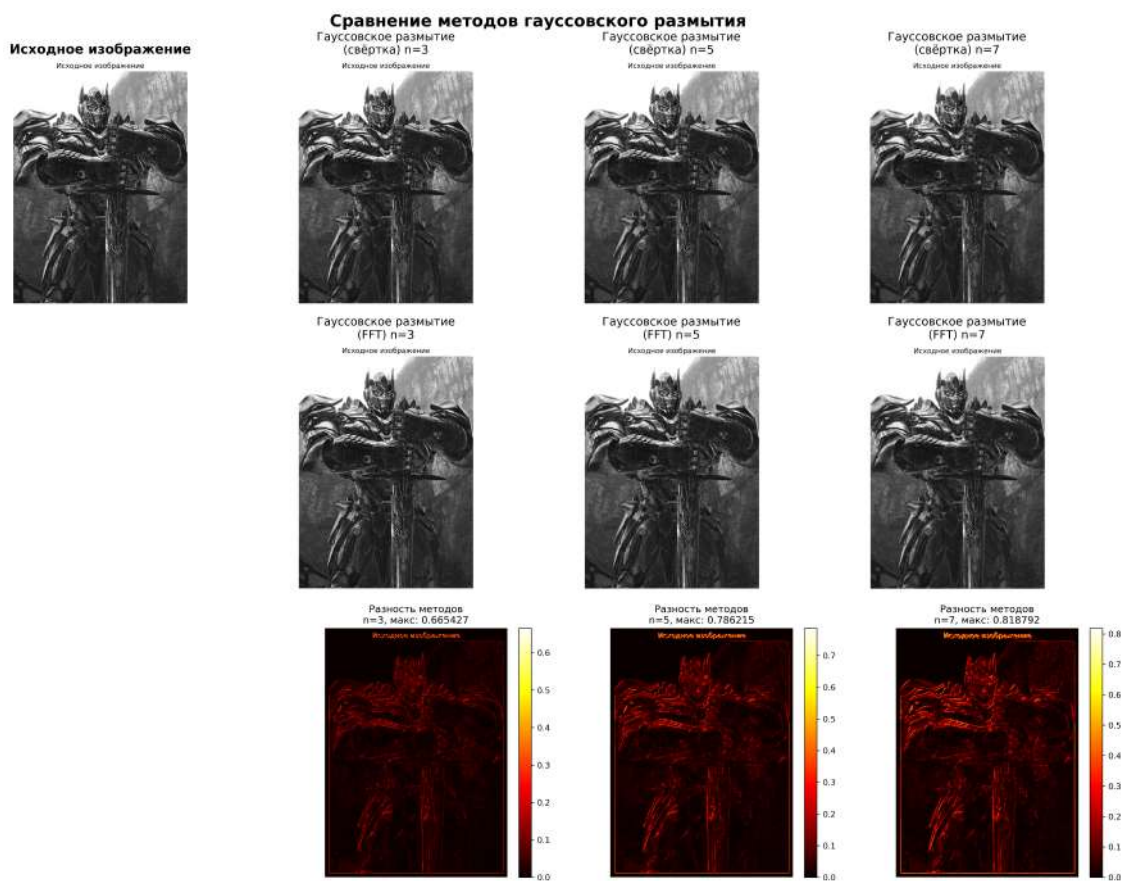 Сравнение методов гауссовского размытия
Исходное изображение
Исходное изображение
Гауссовское размытие
(свёртка) n=3
Исходное изображение
Гауссовское размытие
(свёртка) n=5
Исходное изображение
Гауссовское размытие
(свёртка) n=7
Исходное изображение
Гауссовское размытие
(FFT) n=3
Исходное изображение
Гауссовское размытие
(FFT) n=5
Исходное изображение
Гауссовское размытие
(FFT) n=7
Исходное изображение
Разность методов
n=3, макс: 0.665427
Исходное изображение
0.6
0.5
0.4
0.3
0.2
0.1
0.0
Разность методов
n=5, макс: 0.786215
Исходное изображение
0.7
0.6
0.5
0.4
0.3
0.2
0.1
0.0
Разность методов
n=7, макс: 0.818792
Исходное изображение
0.8
0.7
0.6
0.5
0.4
0.3
0.2
0.1
0.0